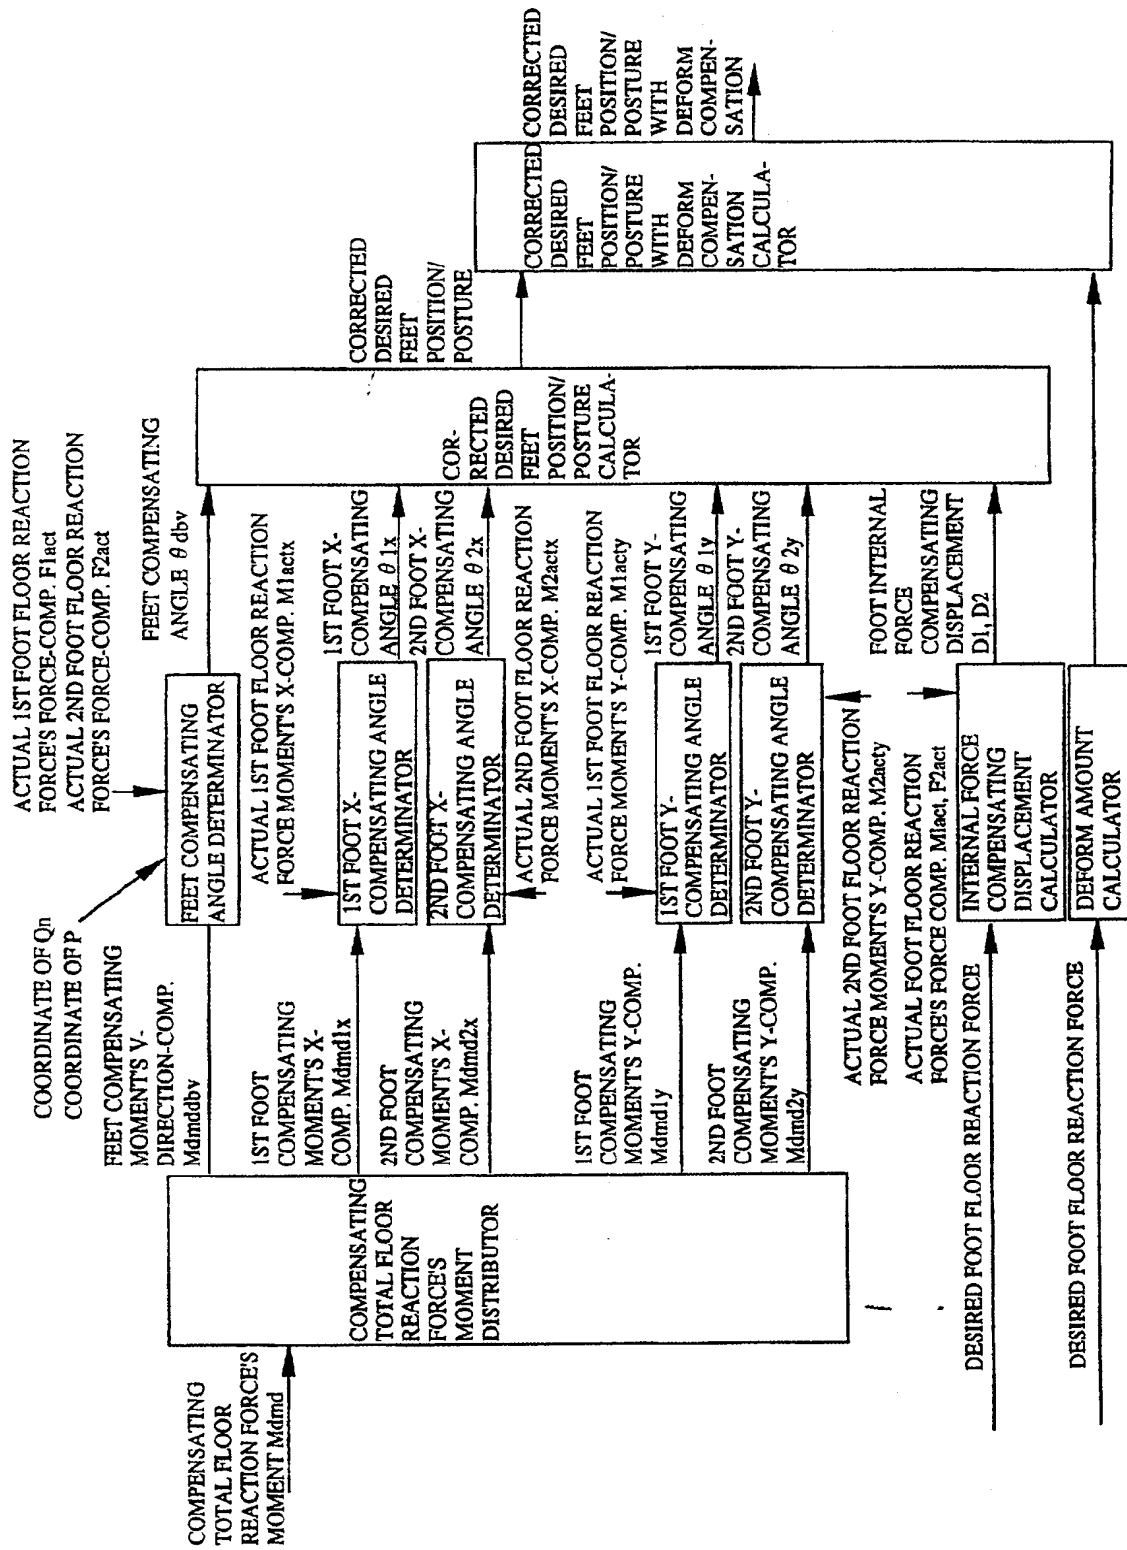 COMPENSATING
TOTAL FLOOR
REACTION FORCE'S
MOMENT Mdmd
COMPENSATING
TOTAL FLOOR
REACTION
FORCE'S
MOMENT
DISTRIBUTOR
COORDINATE OF Qn
COORDINATE OF P
FEET COMPENSATING
MOMENT'S V-
DIRECTION-COMP.
Mdmddbv
1ST FOOT
COMPENSATING
MOMENT'S X-
COMP. Mdmd1x
2ND FOOT
COMPENSATING
MOMENT'S X-
COMP. Mdmd2x
1ST FOOT
COMPENSATING
MOMENT'S Y-COMP.
Mdmd1y
2ND FOOT
COMPENSATING
MOMENT'S Y-COMP.
Mdmd2y
DESIRED FOOT FLOOR REACTION FORCE
DESIRED FOOT FLOOR REACTION FORCE
ACTUAL 1ST FOOT FLOOR REACTION
FORCE'S FORCE-COMP. F1act
ACTUAL 2ND FOOT FLOOR REACTION
FORCE'S FORCE-COMP. F2act
FEET COMPENSATING
ANGLE DETERMINATOR
ACTUAL 1ST FOOT FLOOR REACTION
FORCE MOMENT'S X-COMP. M1actx
1ST FOOT X-
COMPENSATING ANGLE
DETERMINATOR
2ND FOOT X-
COMPENSATING ANGLE
DETERMINATOR
ACTUAL 2ND FOOT FLOOR REACTION
FORCE MOMENT'S X-COMP. M2actx
ACTUAL 1ST FOOT FLOOR REACTION
FORCE MOMENT'S Y-COMP. M1acty
1ST FOOT Y-
COMPENSATING ANGLE
DETERMINATOR
2ND FOOT Y-
COMPENSATING ANGLE
DETERMINATOR
ACTUAL 2ND FOOT FLOOR REACTION
FORCE MOMENT'S Y-COMP. M2acty
ACTUAL FOOT FLOOR REACTION
FORCE'S FORCE COMP. M1act, F2act
INTERNAL FORCE
COMPENSATING
DISPLACEMENT
CALCULATOR
DEFORM AMOUNT
CALCULATOR
FEET COMPENSATING
ANGLE θ dbv
1ST FOOT X-
COMPENSATING
ANGLE θ 1x
2ND FOOT X-
COMPENSATING
ANGLE θ 2x
1ST FOOT Y-
COMPENSATING
ANGLE θ 1y
2ND FOOT Y-
COMPENSATING
ANGLE θ 2y
FOOT INTERNAL
FORCE
COMPENSATING
DISPLACEMENT
D1, D2
COR-
RECTED
DESIRED
FEET
POSITION/
POSTURE
CALCULA-
TOR
CORRECTED
DESIRED
FEET
POSITION/
POSTURE
CORRECTED
DESIRED
FEET
POSITION/
POSTURE
WITH
DEFORM
COMPEN-
SATION
CALCULA-
TOR
CORRECTED
DESIRED
FEET
POSITION/
POSTURE
WITH
DEFORM
COMPEN-
SATION